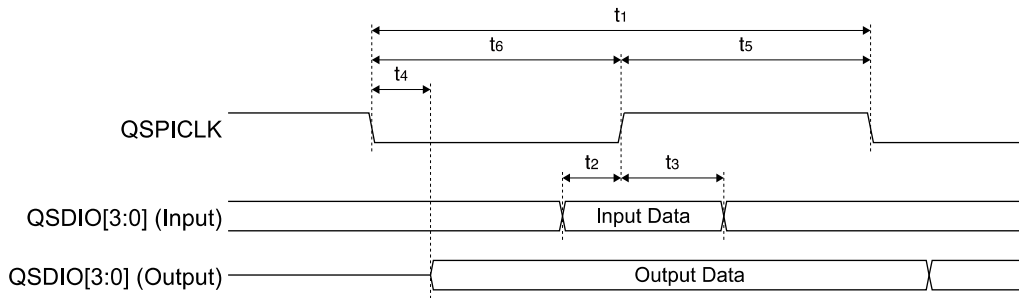 t1
t6
t5
t4
QSPICLK
t2
t3
QSDIO[3:0] (Input)
Input Data
QSDIO[3:0] (Output)
Output Data